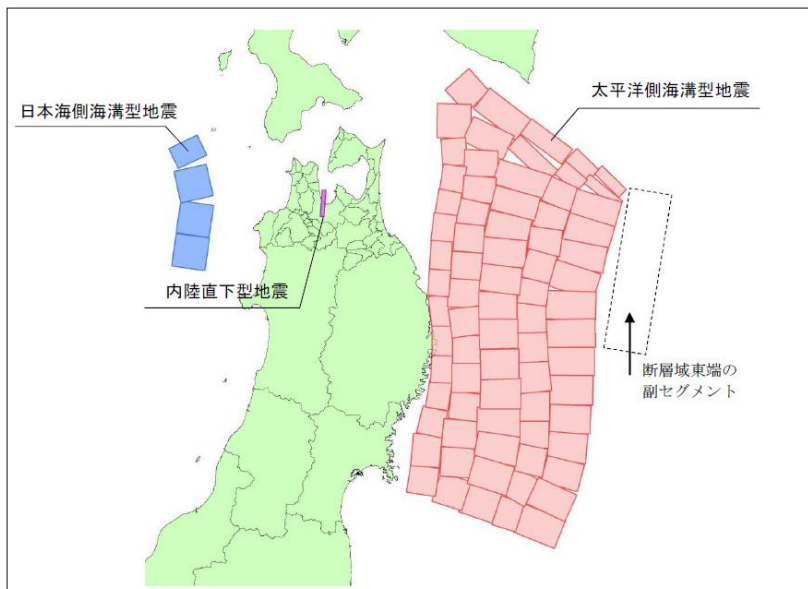 太平洋側海溝型地震
日本海側海溝型地震
内陸直下型地震
断層域東端の
副セグメント